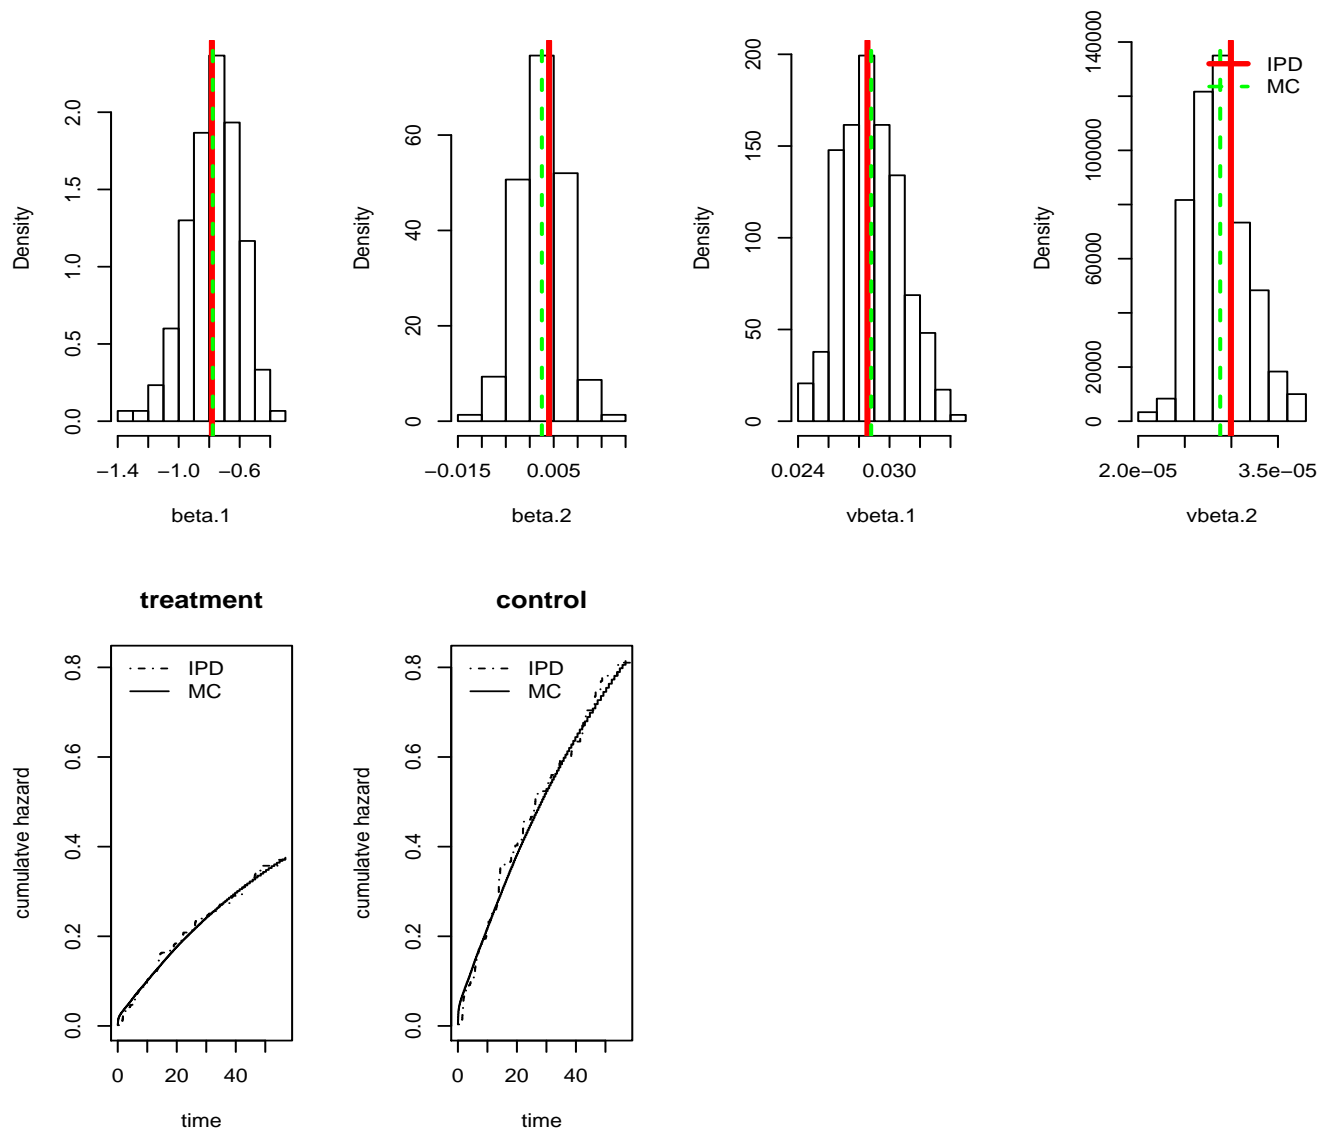 Density
0.0 0.5 1.0 1.5 2.0
−1.4 −1.0 −0.6
beta.1
Density
0 20 40 60
−0.015 0.005
beta.2
Density
0 50 100 150 200
0.024 0.030
vbeta.1
Density
0 20000 60000 100000 140000
2.0e−05 3.5e−05
vbeta.2
IPD
MC
treatment
IPD
MC
cumulatve hazard
0.0 0.2 0.4 0.6 0.8
0 20 40
time
control
IPD
MC
cumulatve hazard
0.0 0.2 0.4 0.6 0.8
0 20 40
time